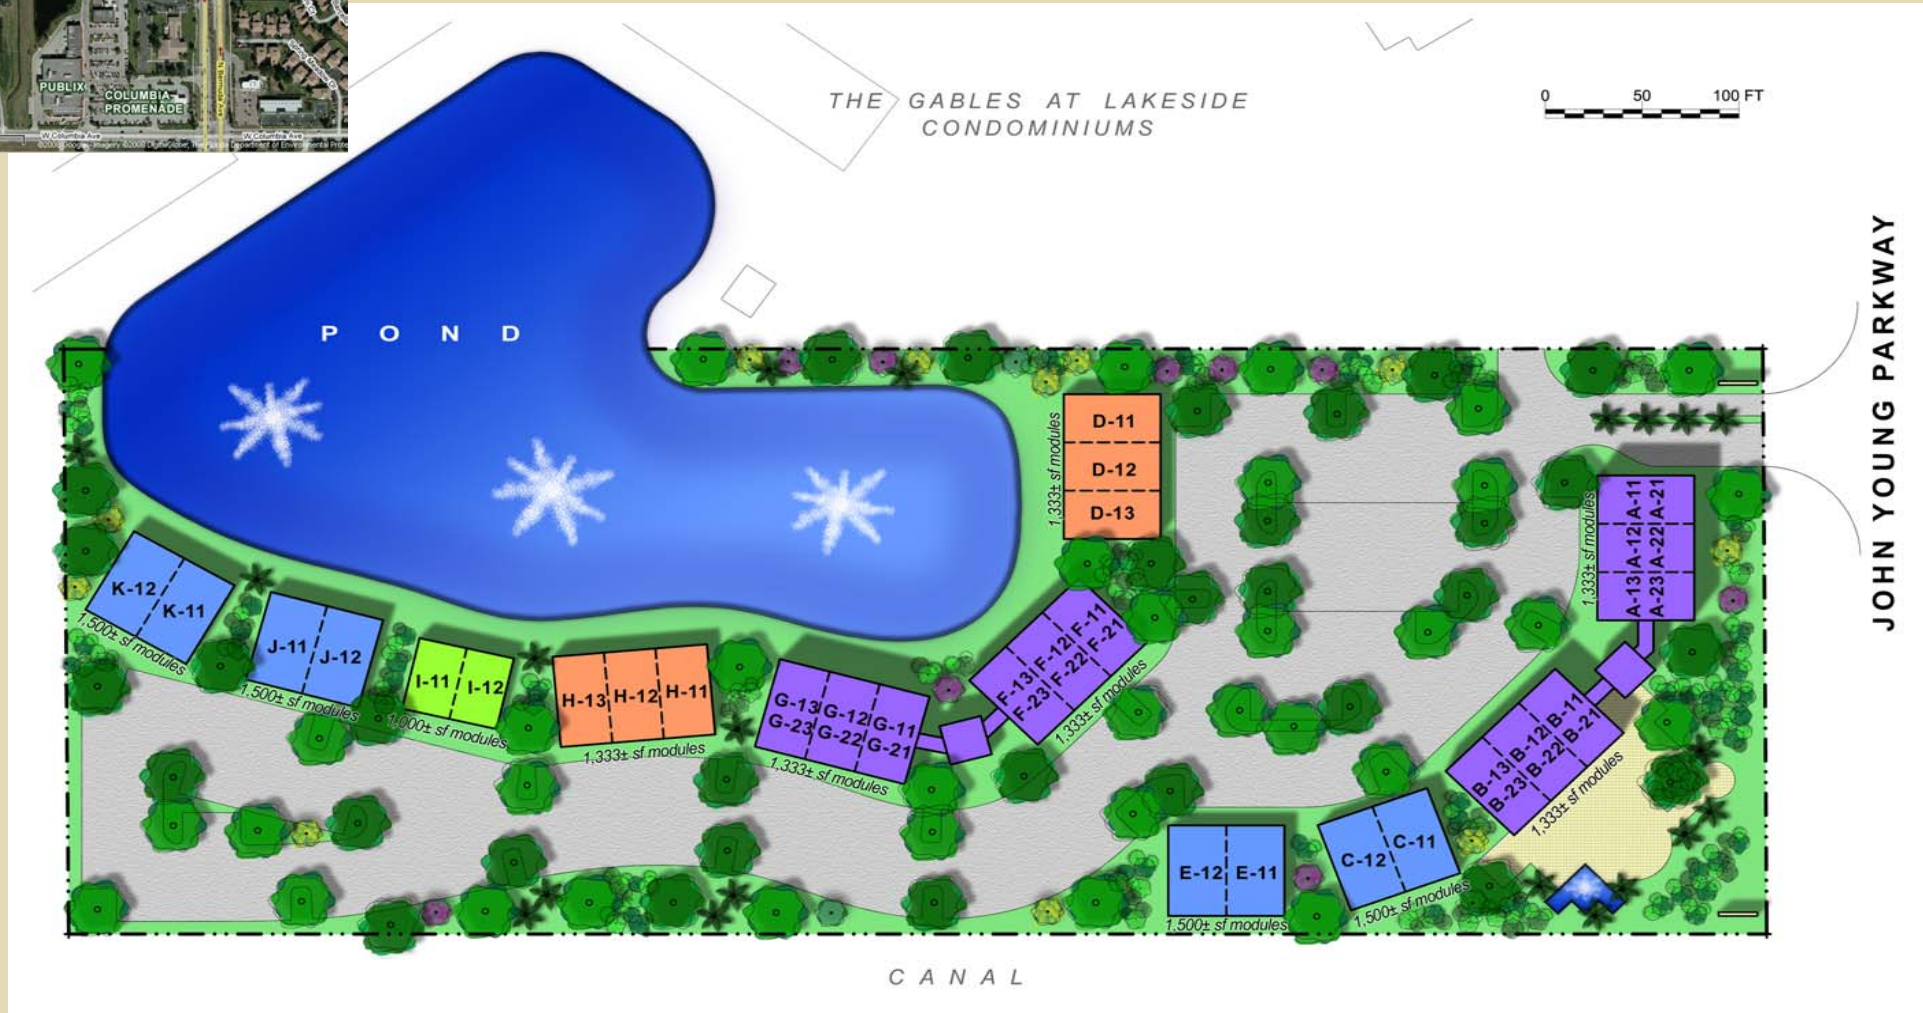 PUBLIX
COLUMBIA
PROMENADE
W Columbia Ave
W Columbia Ave
THE GABLES AT LAKESIDE
CONDOMINIUMS
0 50 100 FT
JOHN YOUNG PARKWAY
POND
D-11
D-12
D-13
1,333± sf modules
A-11
A-21
A-12
A-22
A-13
A-23
1,333± sf modules
K-12
K-11
1,500± sf modules
J-11
J-12
1,500± sf modules
I-11
I-12
1,000± sf modules
H-13
H-12
H-11
1,333± sf modules
G-13
G-12
G-11
G-23
G-22
G-21
1,333± sf modules
F-13
F-12
F-11
F-23
F-22
F-21
1,333± sf modules
B-13
B-12
B-11
B-23
B-22
B-21
1,333± sf modules
C-12
C-11
1,500± sf modules
E-12
E-11
1,500± sf modules
CANAL